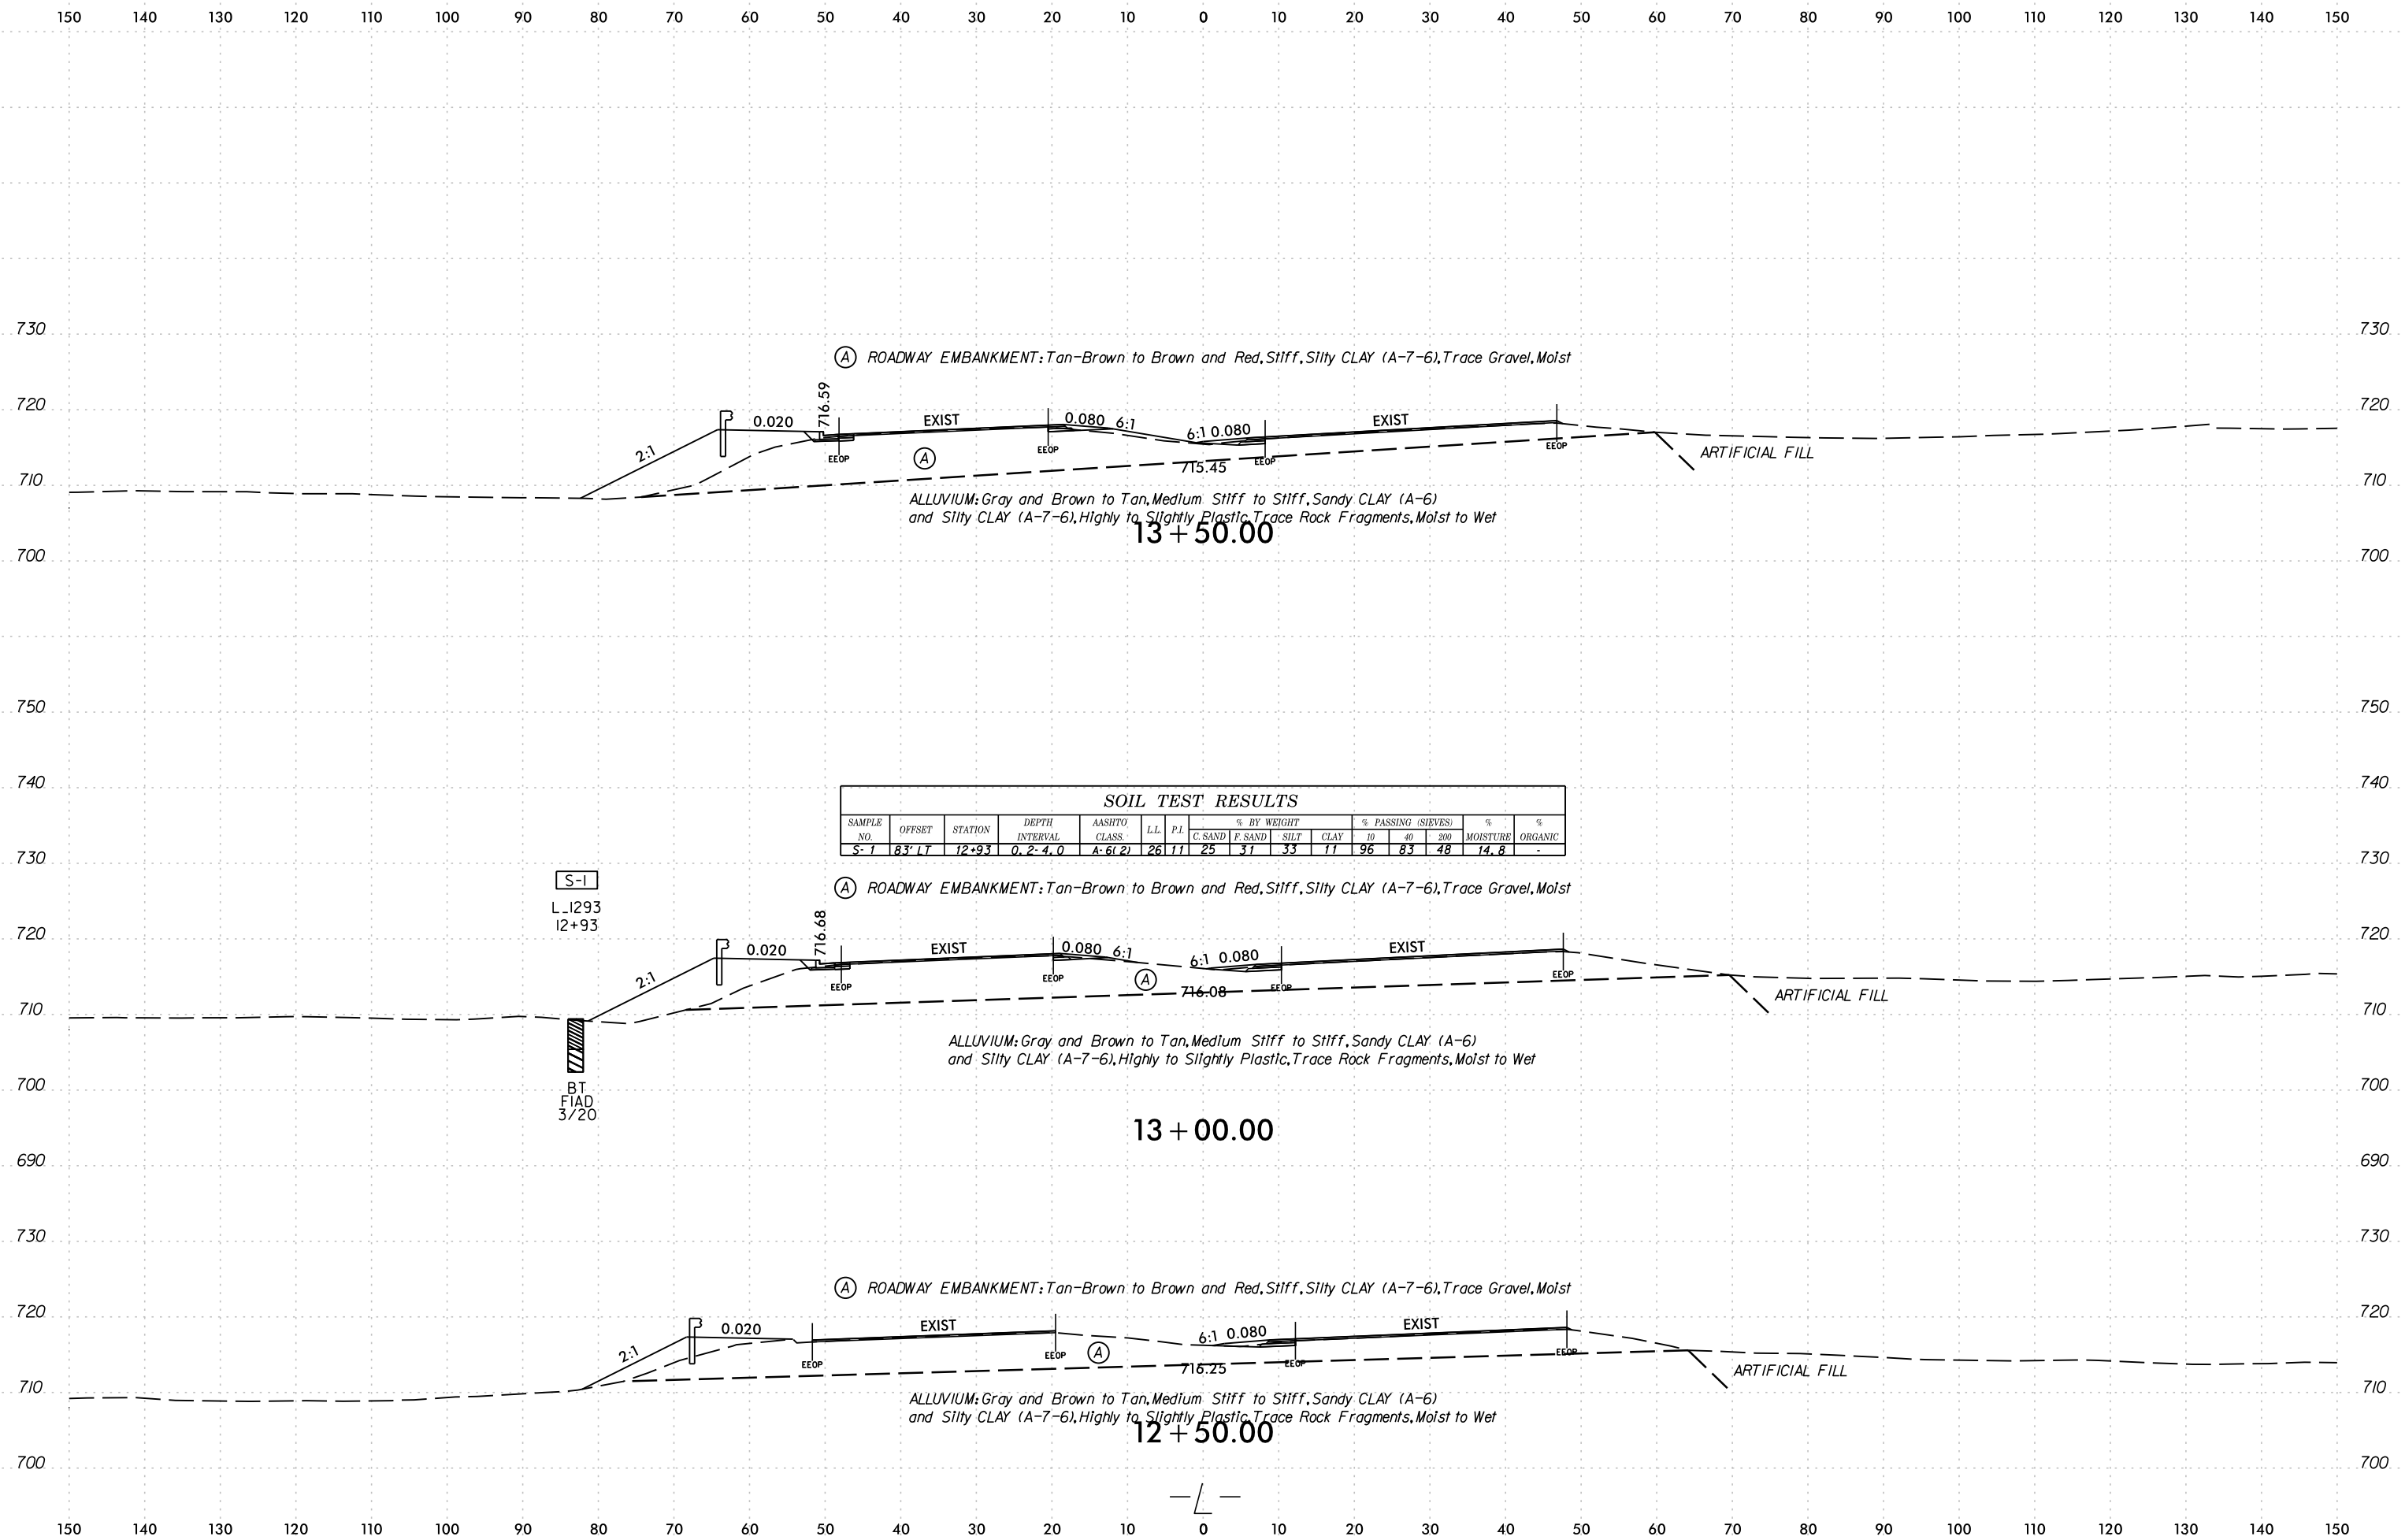 150 140 130 120 110 100 90 80 70 60 50 40 30 20 10 0 10 20 30 40 50 60 70 80 90 100 110 120 130 140 150
730 730
Ⓐ ROADWAY EMBANKMENT: Tan-Brown to Brown and Red, Stiff, Silty CLAY (A-7-6), Trace Gravel, Moist
720 720
2:1 0.020 716.59 EXIST 0.080 6:1 6:1 0.080 EXIST
EEOP EEOP EEOP EEOP
Ⓐ 715.45 ARTIFICIAL FILL
710 710
ALLUVIUM: Gray and Brown to Tan, Medium Stiff to Stiff, Sandy CLAY (A-6)
and Silty CLAY (A-7-6), Highly to Slightly Plastic, Trace Rock Fragments, Moist to Wet
13+50.00
700 700
750 750
740 740
SOIL TEST RESULTS
SAMPLE NO. OFFSET STATION DEPTH INTERVAL AASHTO CLASS. L.L. P.I. % BY WEIGHT % PASSING (SIEVES) % MOISTURE % ORGANIC
C. SAND F. SAND SILT CLAY 10 40 200
S-1 83' LT 12+93 0.2-4.0 A-6(2) 26 11 25 31 33 11 96 83 48 14.8 -
730 730
S-1
L_1293
12+93
Ⓐ ROADWAY EMBANKMENT: Tan-Brown to Brown and Red, Stiff, Silty CLAY (A-7-6), Trace Gravel, Moist
720 720
2:1 0.020 716.68 EXIST 0.080 6:1 6:1 0.080 EXIST
EEOP EEOP EEOP EEOP
Ⓐ 716.08 ARTIFICIAL FILL
710 710
ALLUVIUM: Gray and Brown to Tan, Medium Stiff to Stiff, Sandy CLAY (A-6)
and Silty CLAY (A-7-6), Highly to Slightly Plastic, Trace Rock Fragments, Moist to Wet
700 700
BT
FIAD
3/20
13+00.00
690 690
730 730
Ⓐ ROADWAY EMBANKMENT: Tan-Brown to Brown and Red, Stiff, Silty CLAY (A-7-6), Trace Gravel, Moist
720 720
2:1 0.020 EXIST 6:1 0.080 EXIST
EEOP EEOP EEOP EEOP
Ⓐ 716.25 ARTIFICIAL FILL
710 710
ALLUVIUM: Gray and Brown to Tan, Medium Stiff to Stiff, Sandy CLAY (A-6)
and Silty CLAY (A-7-6), Highly to Slightly Plastic, Trace Rock Fragments, Moist to Wet
12+50.00
700 700
-L-
150 140 130 120 110 100 90 80 70 60 50 40 30 20 10 0 10 20 30 40 50 60 70 80 90 100 110 120 130 140 150